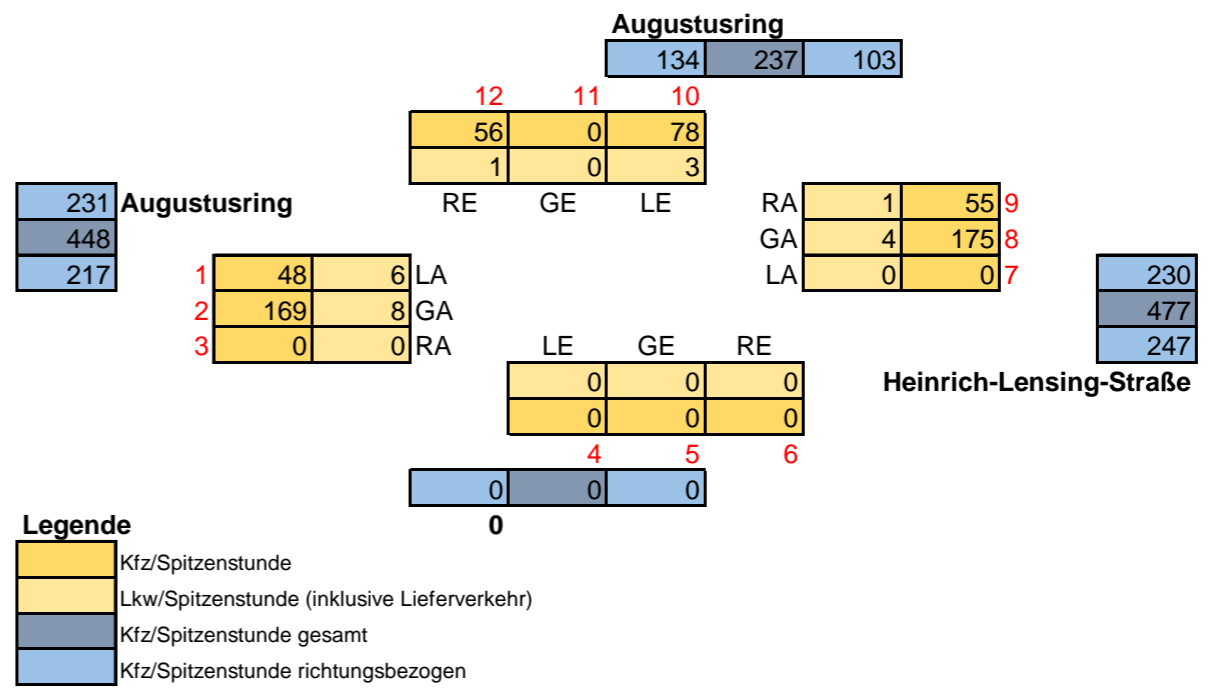 Augustusring
134 237 103
12 11 10
56 0 78
1 0 3
231 Augustusring RE GE LE RA 1 55 9
448 GA 4 175 8
217 1 48 6 LA LA 0 0 7 230
2 169 8 GA 477
3 0 0 RA LE GE RE 247
0 0 0 Heinrich-Lensing-Straße
0 0 0
4 5 6
0 0 0
Legende 0
Kfz/Spitzenstunde
Lkw/Spitzenstunde (inklusive Lieferverkehr)
Kfz/Spitzenstunde gesamt
Kfz/Spitzenstunde richtungsbezogen